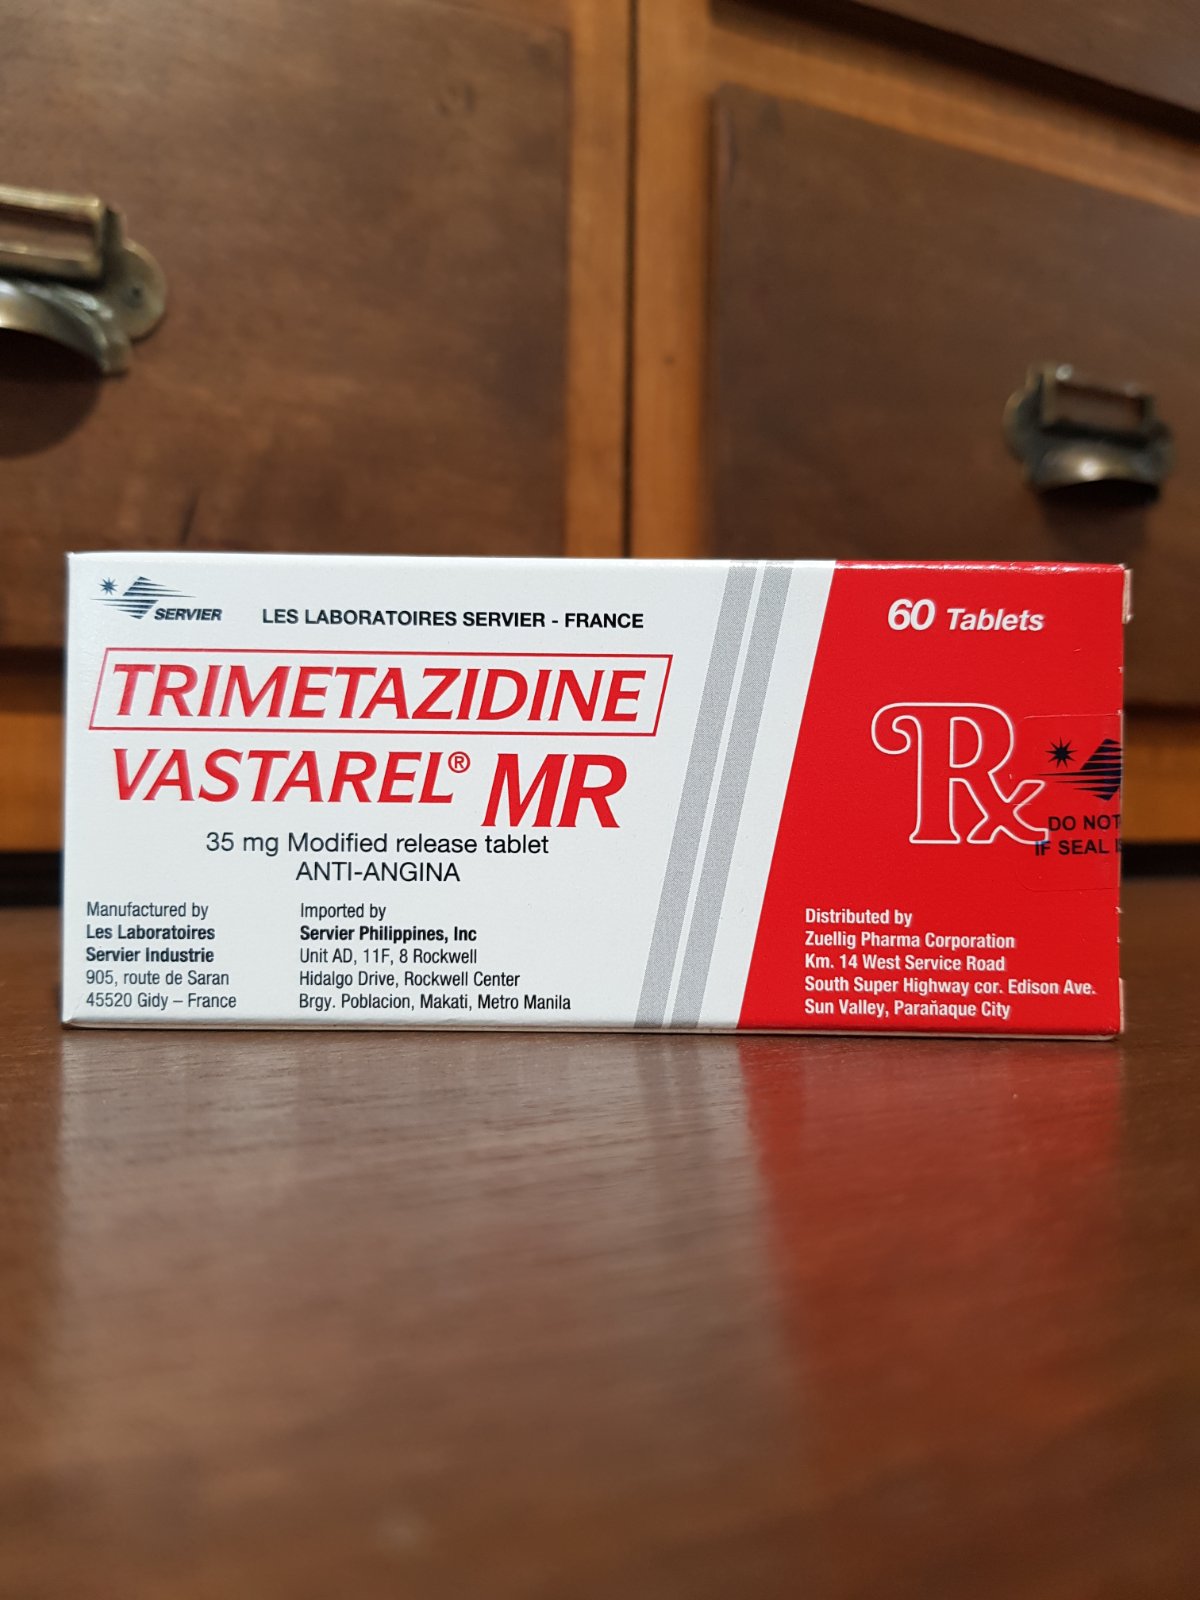 SERVIER
LES LABORATOIRES SERVIER - FRANCE
TRIMETAZIDINE
VASTAREL® MR
35 mg Modified release tablet
ANTI-ANGINA
Manufactured by
Les Laboratoires
Servier Industrie
905, route de Saran
45520 Gidy – France
Imported by
Servier Philippines, Inc
Unit AD, 11F, 8 Rockwell
Hidalgo Drive, Rockwell Center
Brgy. Poblacion, Makati, Metro Manila
60 Tablets
Rx
DO NOT
IF SEAL
Distributed by
Zuellig Pharma Corporation
Km. 14 West Service Road
South Super Highway cor. Edison Ave.
Sun Valley, Parañaque City